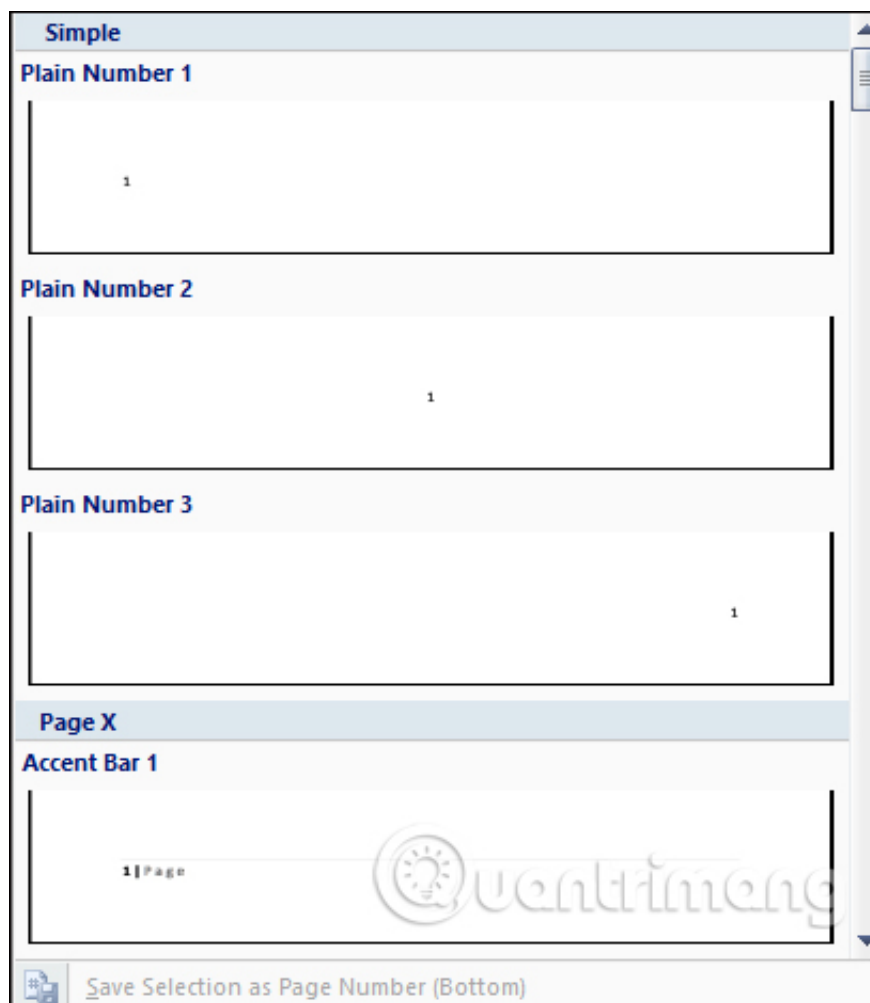 Simple
Plain Number 1
1
Plain Number 2
1
Plain Number 3
1
Page X
Accent Bar 1
1|Page
Quantrimang
Save Selection as Page Number (Bottom)